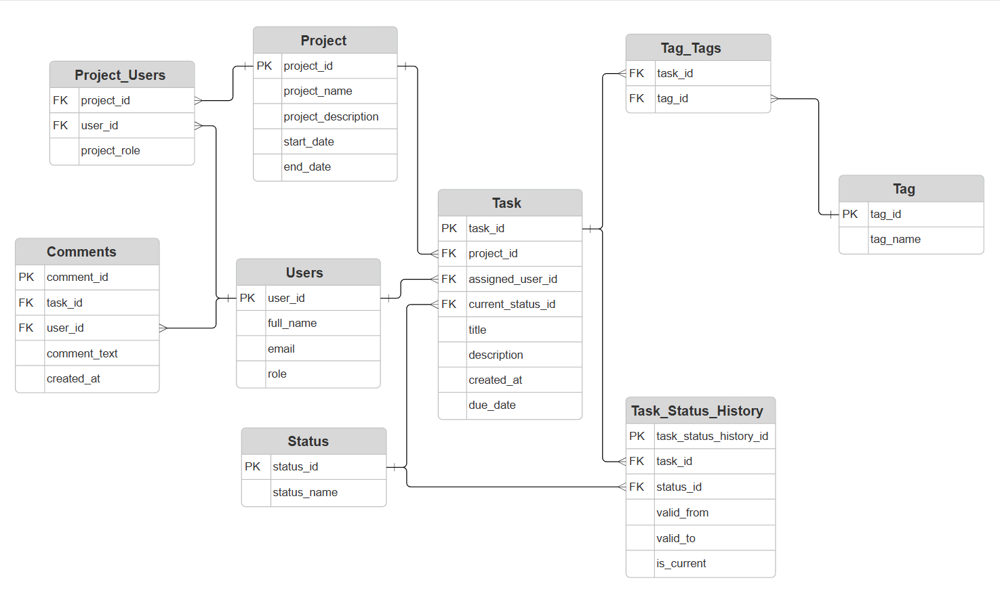 Project
PK project_id
project_name
project_description
start_date
end_date
Project_Users
FK project_id
FK user_id
project_role
Tag_Tags
FK task_id
FK tag_id
Tag
PK tag_id
tag_name
Task
PK task_id
FK project_id
FK assigned_user_id
FK current_status_id
title
description
created_at
due_date
Comments
PK comment_id
FK task_id
FK user_id
comment_text
created_at
Users
PK user_id
full_name
email
role
Status
PK status_id
status_name
Task_Status_History
PK task_status_history_id
FK task_id
FK status_id
valid_from
valid_to
is_current